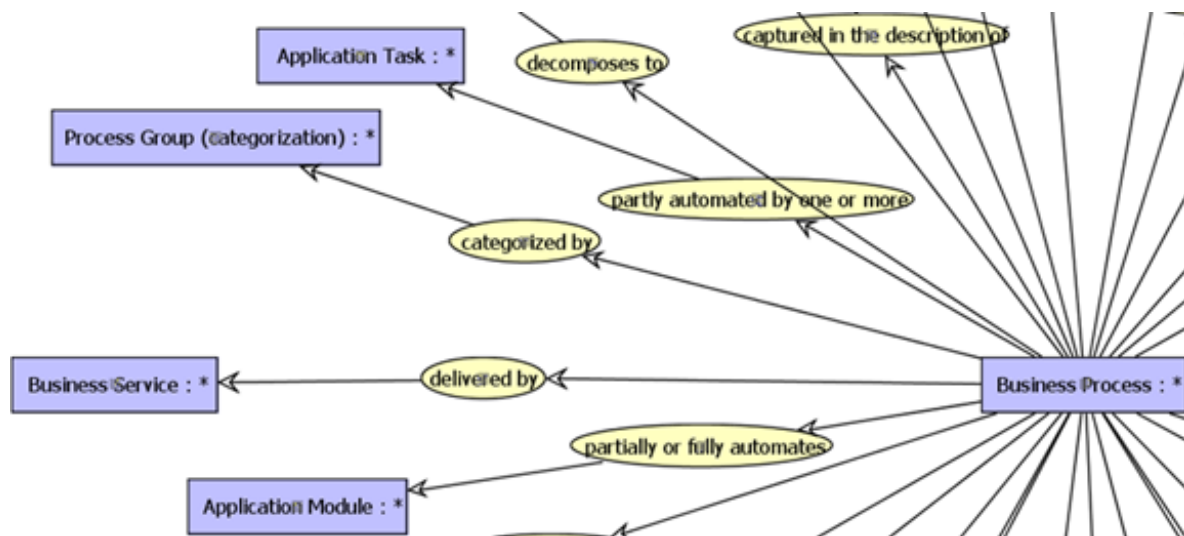 captured in the description of
Application Task : *
decomposes to
Process Group (categorization) : *
partly automated by one or more
categorized by
Business Service : *
delivered by
Business Process : *
partially or fully automates
Application Module : *